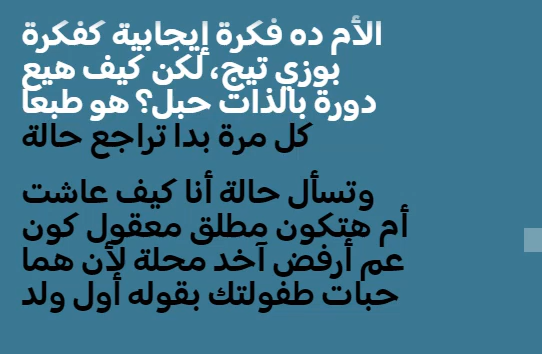 الأم ده فكرة إيجابية كفكرة
بوزي تيج، لكن كيف هيع
دورة بالذات حبل؟ هو طبعا
كل مرة بدا تراجع حالة
وتسأل حالة أنا كيف عاشت
أم هتكون مطلق معقول كون
عم أرفض آخد محلة لأن هما
حبات طفولتك بقوله أول ولد